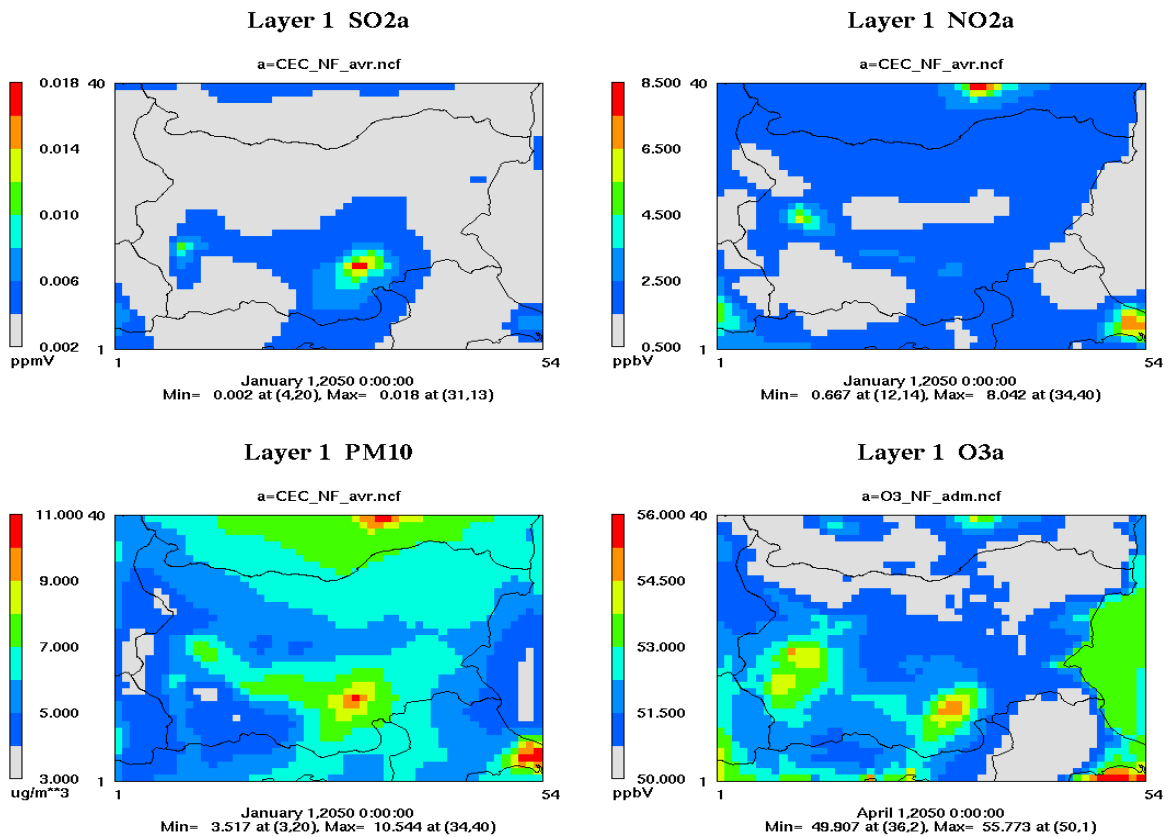 Layer 1 SO2a
a=CEC_NF_avr.ncf
0.018
0.014
0.010
0.006
0.002
ppmV
40
1
1
54
January 1,2050 0:00:00
Min= 0.002 at (4,20), Max= 0.018 at (31,13)
Layer 1 NO2a
a=CEC_NF_avr.ncf
8.500
6.500
4.500
2.500
0.500
ppbV
40
1
1
54
January 1,2050 0:00:00
Min= 0.667 at (12,14), Max= 8.042 at (34,40)
Layer 1 PM10
a=CEC_NF_avr.ncf
11.000
9.000
7.000
5.000
3.000
ug/m**3
40
1
1
54
January 1,2050 0:00:00
Min= 3.517 at (3,20), Max= 10.544 at (34,40)
Layer 1 O3a
a=O3_NF_adm.ncf
56.000
54.500
53.000
51.500
50.000
ppbV
40
1
1
54
April 1,2050 0:00:00
Min= 49.907 at (36,2), Max= 55.773 at (50,1)